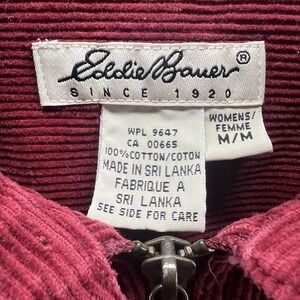 Eddie Bauer®
SINCE 1920
WOMENS/
FEMME
M/M
WPL 9647
CA 00665
100%COTTON/COTON
MADE IN SRI LANKA
FABRIQUE A
SRI LANKA
SEE SIDE FOR CARE